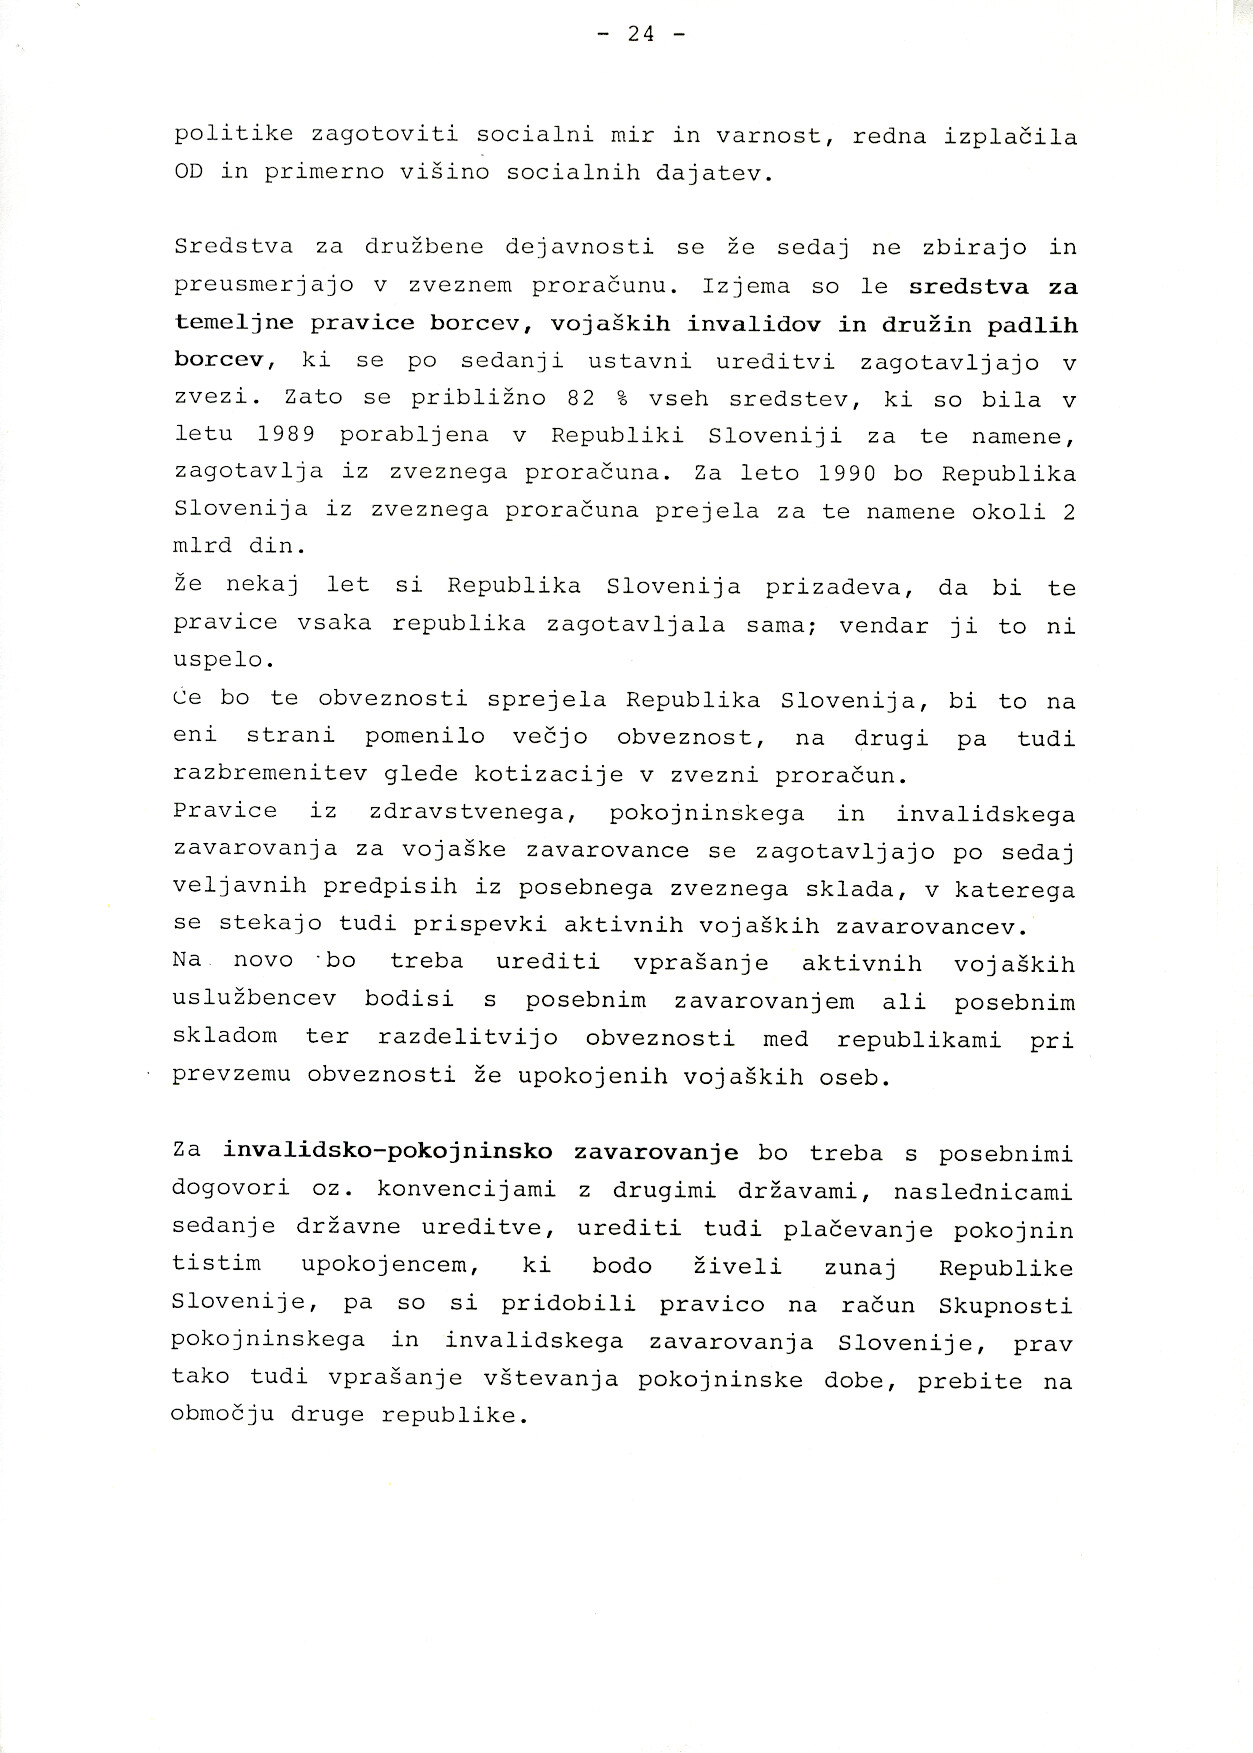 - 24 -
politike zagotoviti socialni mir in varnost, redna izplačila
OD in primerno višino socialnih dajatev.
Sredstva za družbene dejavnosti se že sedaj ne zbirajo in
preusmerjajo v zveznem proračunu. Izjema so le sredstva za
temeljne pravice borcev, vojaških invalidov in družin padlih
borcev, ki se po sedanji ustavni ureditvi zagotavljajo v
zvezi. Zato se približno 82 % vseh sredstev, ki so bila v
letu 1989 porabljena v Republiki Sloveniji za te namene,
zagotavlja iz zveznega proračuna. Za leto 1990 bo Republika
Slovenija iz zveznega proračuna prejela za te namene okoli 2
mlrd din.
Že nekaj let si Republika Slovenija prizadeva, da bi te
pravice vsaka republika zagotavljala sama; vendar ji to ni
uspelo.
Če bo te obveznosti sprejela Republika Slovenija, bi to na
eni strani pomenilo večjo obveznost, na drugi pa tudi
razbremenitev glede kotizacije v zvezni proračun.
Pravice iz zdravstvenega, pokojninskega in invalidskega
zavarovanja za vojaške zavarovance se zagotavljajo po sedaj
veljavnih predpisih iz posebnega zveznega sklada, v katerega
se stekajo tudi prispevki aktivnih vojaških zavarovancev.
Na novo bo treba urediti vprašanje aktivnih vojaških
uslužbencev bodisi s posebnim zavarovanjem ali posebnim
skladom ter razdelitvijo obveznosti med republikami pri
prevzemu obveznosti že upokojenih vojaških oseb.
Za invalidsko-pokojninsko zavarovanje bo treba s posebnimi
dogovori oz. konvencijami z drugimi državami, naslednicami
sedanje državne ureditve, urediti tudi plačevanje pokojnin
tistim upokojencem, ki bodo živeli zunaj Republike
Slovenije, pa so si pridobili pravico na račun Skupnosti
pokojninskega in invalidskega zavarovanja Slovenije, prav
tako tudi vprašanje vštevanja pokojninske dobe, prebite na
območju druge republike.